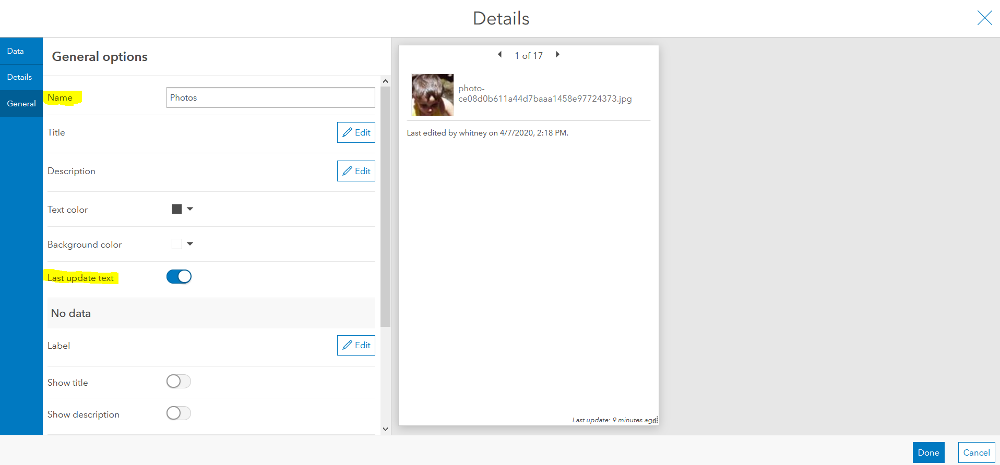 Details
Data
Details
General
General options
Name
Photos
Title
Edit
Description
Edit
Text color
Background color
Last update text
No data
Label
Edit
Show title
Show description
1 of 17
photo-
ce08d0b611a44d7baaa1458e97724373.jpg
Last edited by whitney on 4/7/2020, 2:18 PM.
Last update: 9 minutes ago
Done
Cancel